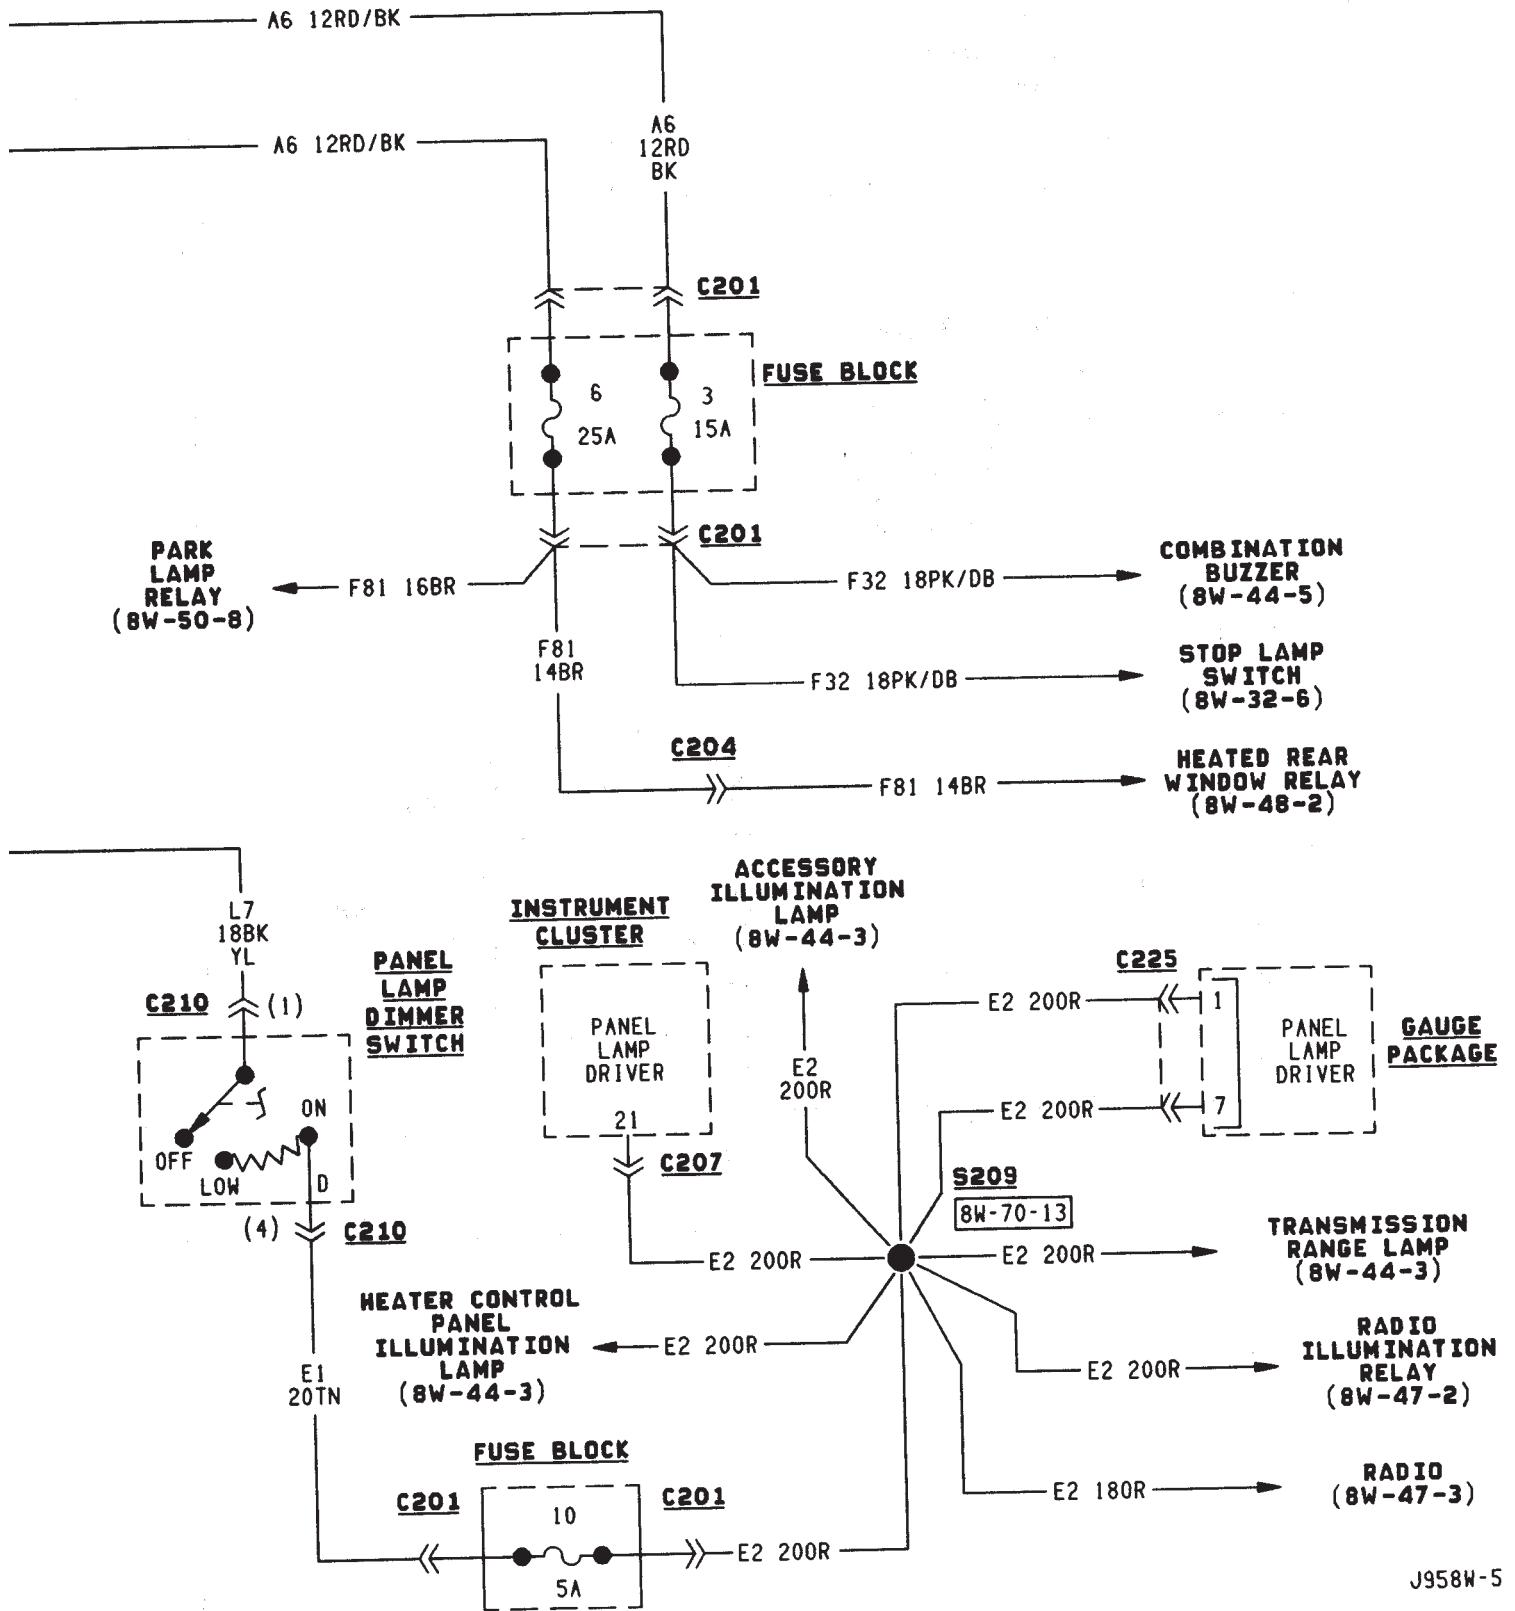 A6 12RD/BK
A6 12RD/BK
A6
12RD
BK
C201
FUSE BLOCK
6
25A
3
15A
C201
PARK
LAMP
RELAY
(8W-50-8)
F81 16BR
F32 18PK/DB
COMBINATION
BUZZER
(8W-44-5)
F81
14BR
F32 18PK/DB
STOP LAMP
SWITCH
(8W-32-6)
C204
F81 14BR
HEATED REAR
WINDOW RELAY
(8W-48-2)
L7
18BK
YL
C210
(1)
PANEL
LAMP
DIMMER
SWITCH
OFF
LOW
ON
D
(4)
C210
INSTRUMENT
CLUSTER
PANEL
LAMP
DRIVER
21
C207
ACCESSORY
ILLUMINATION
LAMP
(8W-44-3)
E2
20OR
C225
E2 20OR
1
E2 20OR
7
PANEL
LAMP
DRIVER
GAUGE
PACKAGE
S209
8W-70-13
E2 20OR
E2 20OR
TRANSMISSION
RANGE LAMP
(8W-44-3)
HEATER CONTROL
PANEL
ILLUMINATION
LAMP
(8W-44-3)
E2 20OR
E2 20OR
RADIO
ILLUMINATION
RELAY
(8W-47-2)
E1
20TN
E2 18OR
RADIO
(8W-47-3)
FUSE BLOCK
C201
10
5A
C201
E2 20OR
J958W-5